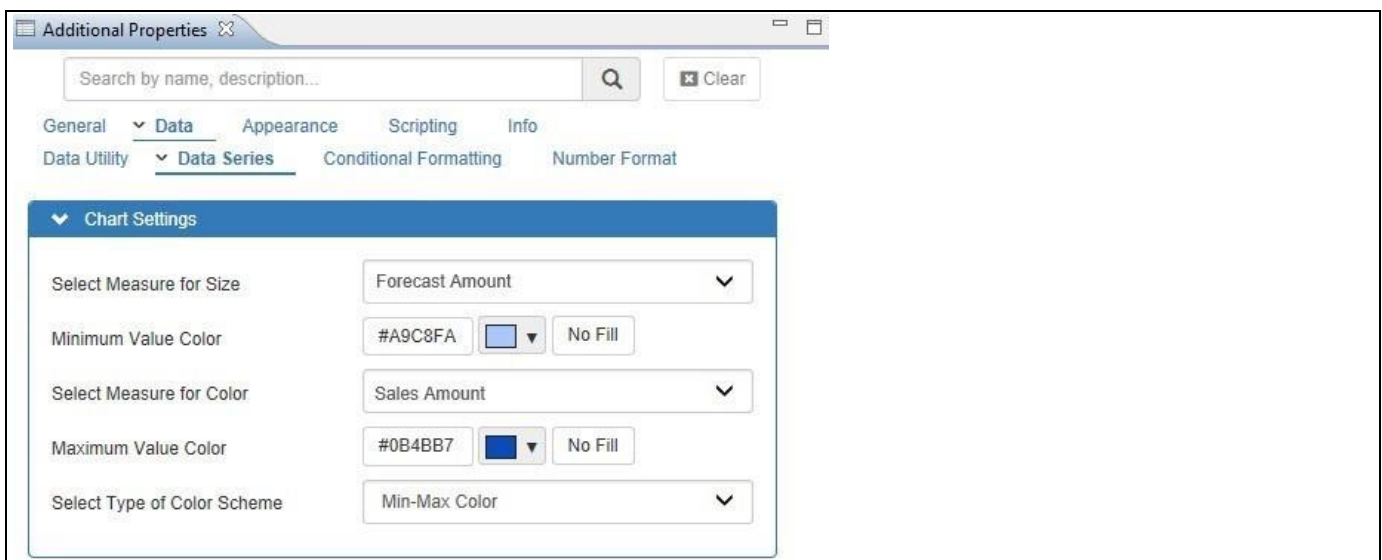 Additional Properties
Search by name, description... Clear
General Data Appearance Scripting Info
Data Utility Data Series Conditional Formatting Number Format
Chart Settings
Select Measure for Size Forecast Amount
Minimum Value Color #A9C8FA No Fill
Select Measure for Color Sales Amount
Maximum Value Color #0B4BB7 No Fill
Select Type of Color Scheme Min-Max Color